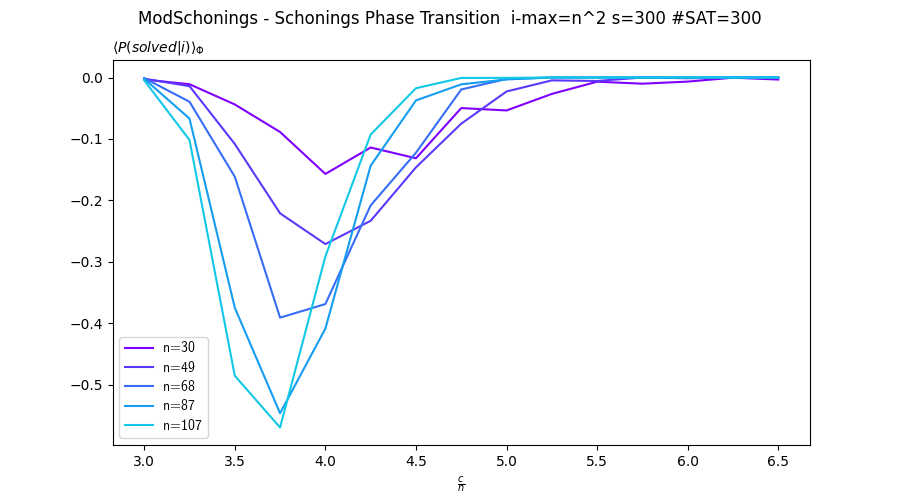 ModSchonings - Schonings Phase Transition  i-max=n^2 s=300 #SAT=300
⟨P(solved|i)⟩Φ
0.0
−0.1
−0.2
−0.3
−0.4
−0.5
n=30
n=49
n=68
n=87
n=107
3.0 3.5 4.0 4.5 5.0 5.5 6.0 6.5
c/n